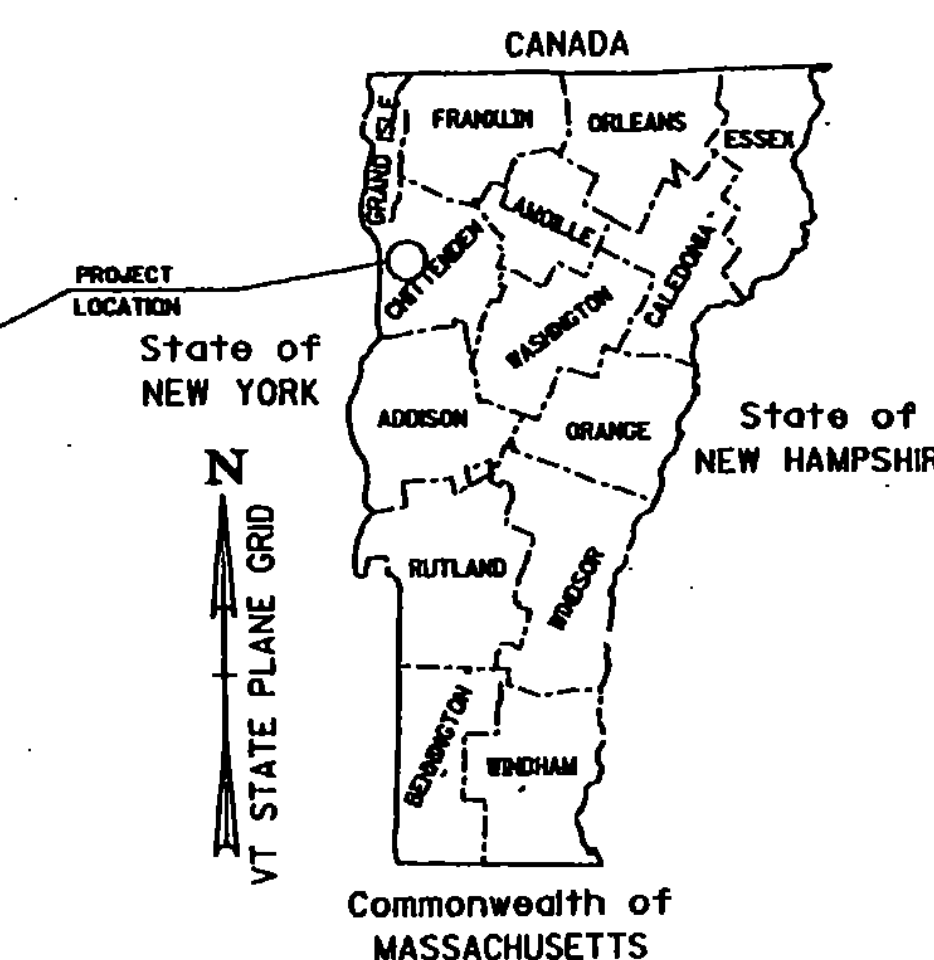 CANADA
FRANKLIN
ORLEANS
ESSEX
GRAND ISLE
LAMOILLE
CHITTENDEN
CALEDONIA
PROJECT
LOCATION
WASHINGTON
State of
NEW YORK
ADDISON
ORANGE
State of
NEW HAMPSHIR
N
VT STATE PLANE GRID
RUTLAND
WINDSOR
BENNINGTON
WINDHAM
Commonwealth of
MASSACHUSETTS